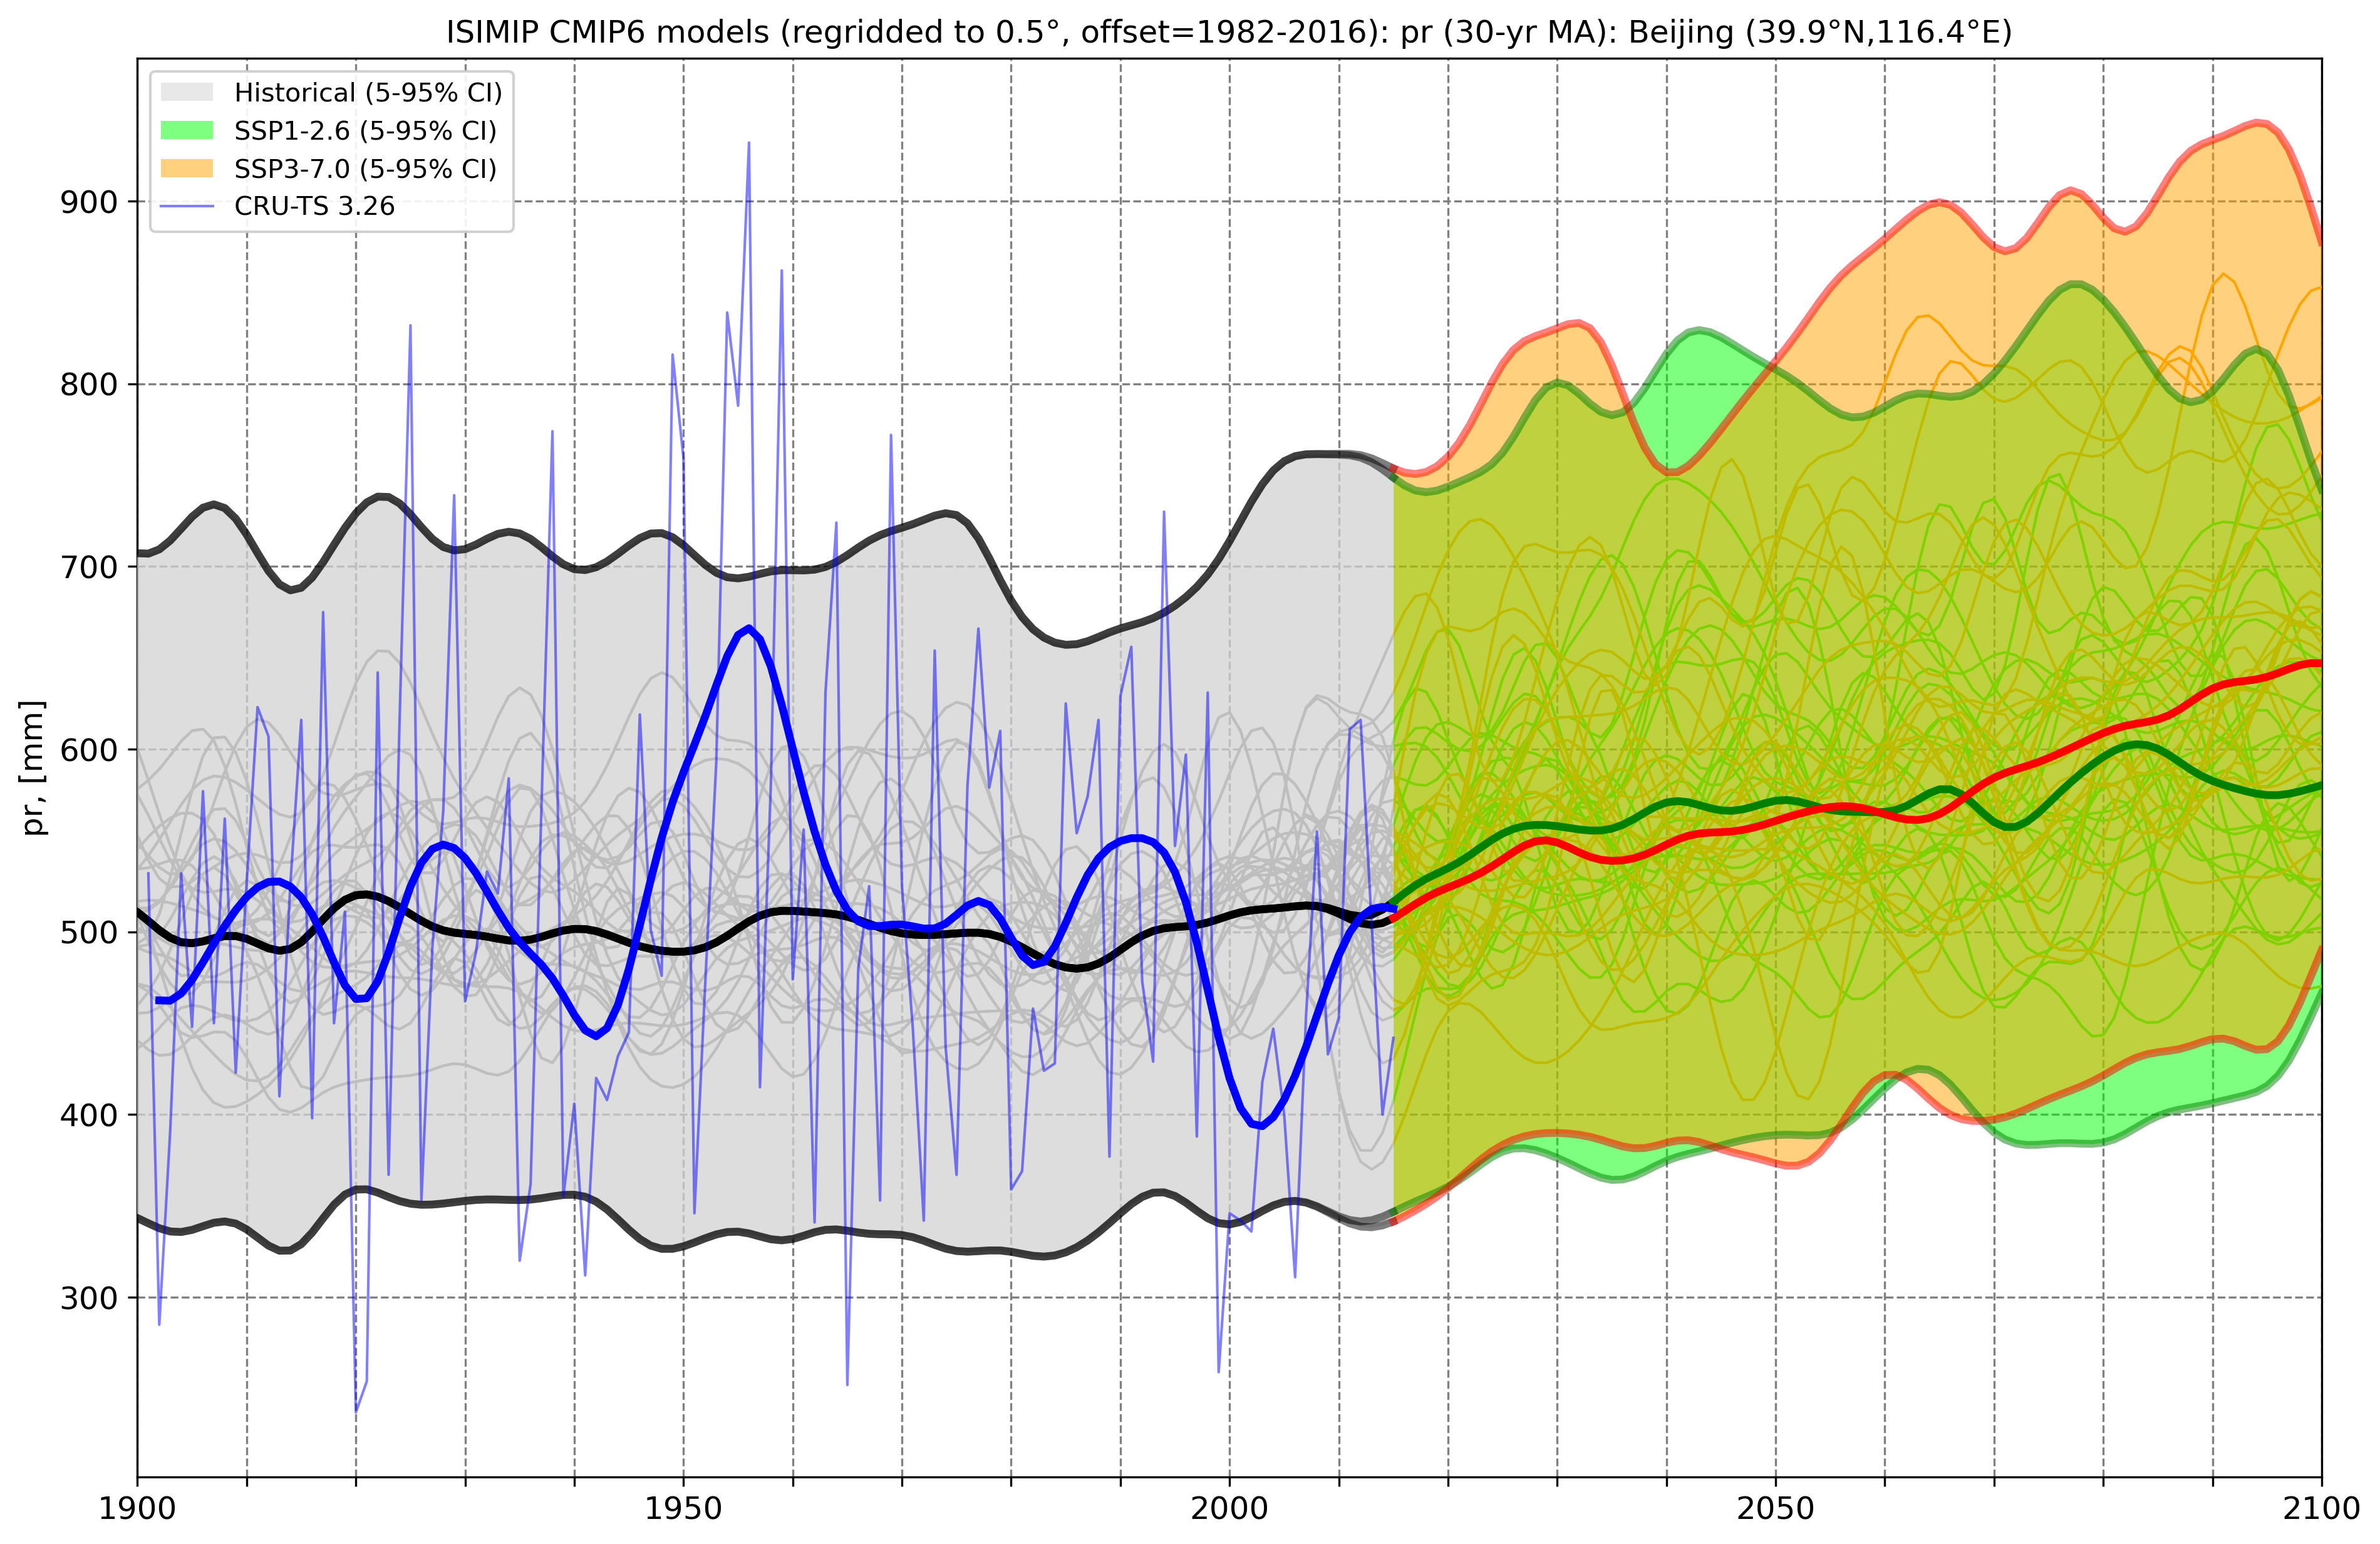 ISIMIP CMIP6 models (regridded to 0.5°, offset=1982-2016): pr (30-yr MA): Beijing (39.9°N,116.4°E)
Historical (5-95% CI)
SSP1-2.6 (5-95% CI)
SSP3-7.0 (5-95% CI)
CRU-TS 3.26
900
800
700
600
500
400
300
pr, [mm]
1900
1950
2000
2050
2100